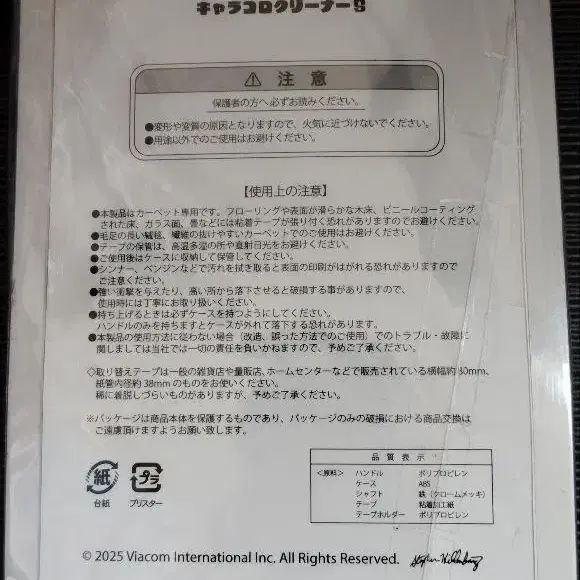 キャラコロクリーナーS
注意
保護者の方へ必ずお読みください。
●変形や変質の原因となりますので、火気に近づけないでください。
●用途以外でのご使用はお避けください。
【使用上の注意】
●本製品はカーペット専用です。フローリングや表面が滑らかな木床、ビニールコーティング
された床、ガラス面、畳などには粘着テープが張り付く恐れがありますのでお避けください。
●毛足の長い絨毯、繊維の抜けやすいカーペットでのご使用はお避けください。
●テープの保管は、高温多湿の所や直射日光をお避けください。
●ご使用後はケースに収納して保管してください。
●シンナー、ベンジンなどで汚れを拭き取ると表面の印刷がはがれる恐れがありますので
ご注意ください。
●強い衝撃を与えたり、高い所から落下させると破損する事がありますので、
使用時には丁寧にお取り扱いください。
●持ち上げるときは必ずケースを持つようにしてください。
ハンドルのみを持ちますとケースが外れて落下する恐れがあります。
●本製品の使用方法に従わない場合（改造、誤った方法でのご使用）でのトラブル・故障に
関しましては当社では一切の責任を負いかねますので、予めご了承ください。
◇取り替えテープは一般の雑貨店や量販店、ホームセンターなどで販売されている横幅約80mm、
紙管内径約38mmのものをお使いください。
稀に着脱しづらいものがありますが、予めご了承ください。
※パッケージは商品本体を保護するものであり、パッケージのみの破損における商品交換は
ご遠慮頂けますようお願い致します。
紙 プラ
台紙 ブリスター
品質表示
＜原料＞ ハンドル ポリプロピレン
ケース ABS
シャフト 鉄（クロームメッキ）
テープ 粘着加工紙
テープホルダー ポリプロピレン
© 2025 Viacom International Inc. All Rights Reserved. Stephen Hillenburg